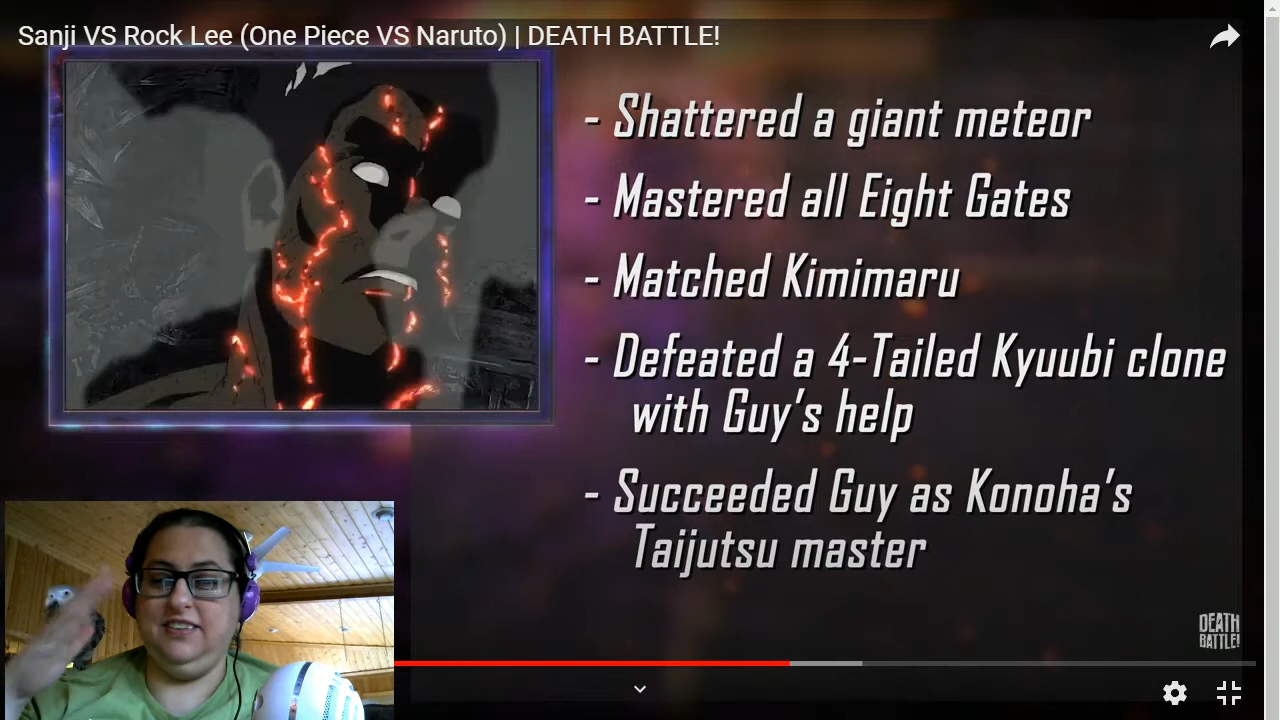 Sanji VS Rock Lee (One Piece VS Naruto) | DEATH BATTLE!
- Shattered a giant meteor
- Mastered all Eight Gates
- Matched Kimimaru
- Defeated a 4-Tailed Kyuubi clone
with Guy's help
- Succeeded Guy as Konoha's
Taijutsu master
DEATH
BATTLE!